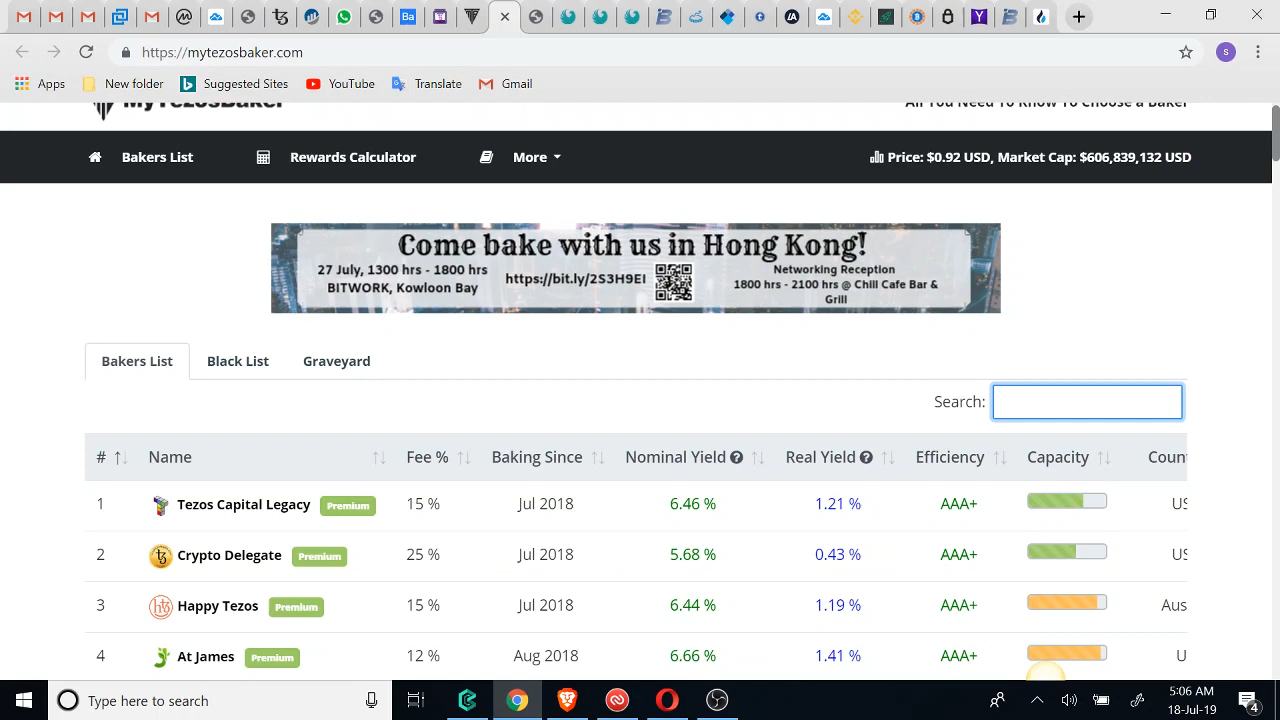 https://mytezosbaker.com
Apps New folder Suggested Sites YouTube Translate Gmail
MyTezosBaker All You Need To Know To Choose a Baker
Bakers List Rewards Calculator More Price: $0.92 USD, Market Cap: $606,839,132 USD
Come bake with us in Hong Kong!
27 July, 1300 hrs - 1800 hrs
BITWORK, Kowloon Bay
https://bit.ly/2S3H9EI
Networking Reception
1800 hrs - 2100 hrs @ Chill Cafe Bar &
Grill
Bakers List Black List Graveyard
Search:
# Name Fee % Baking Since Nominal Yield Real Yield Efficiency Capacity Coun
1 Tezos Capital Legacy Premium 15 % Jul 2018 6.46 % 1.21 % AAA+ US
2 Crypto Delegate Premium 25 % Jul 2018 5.68 % 0.43 % AAA+ US
3 Happy Tezos Premium 15 % Jul 2018 6.44 % 1.19 % AAA+ Aus
4 At James Premium 12 % Aug 2018 6.66 % 1.41 % AAA+ U
Type here to search
5:06 AM
18-Jul-19
4